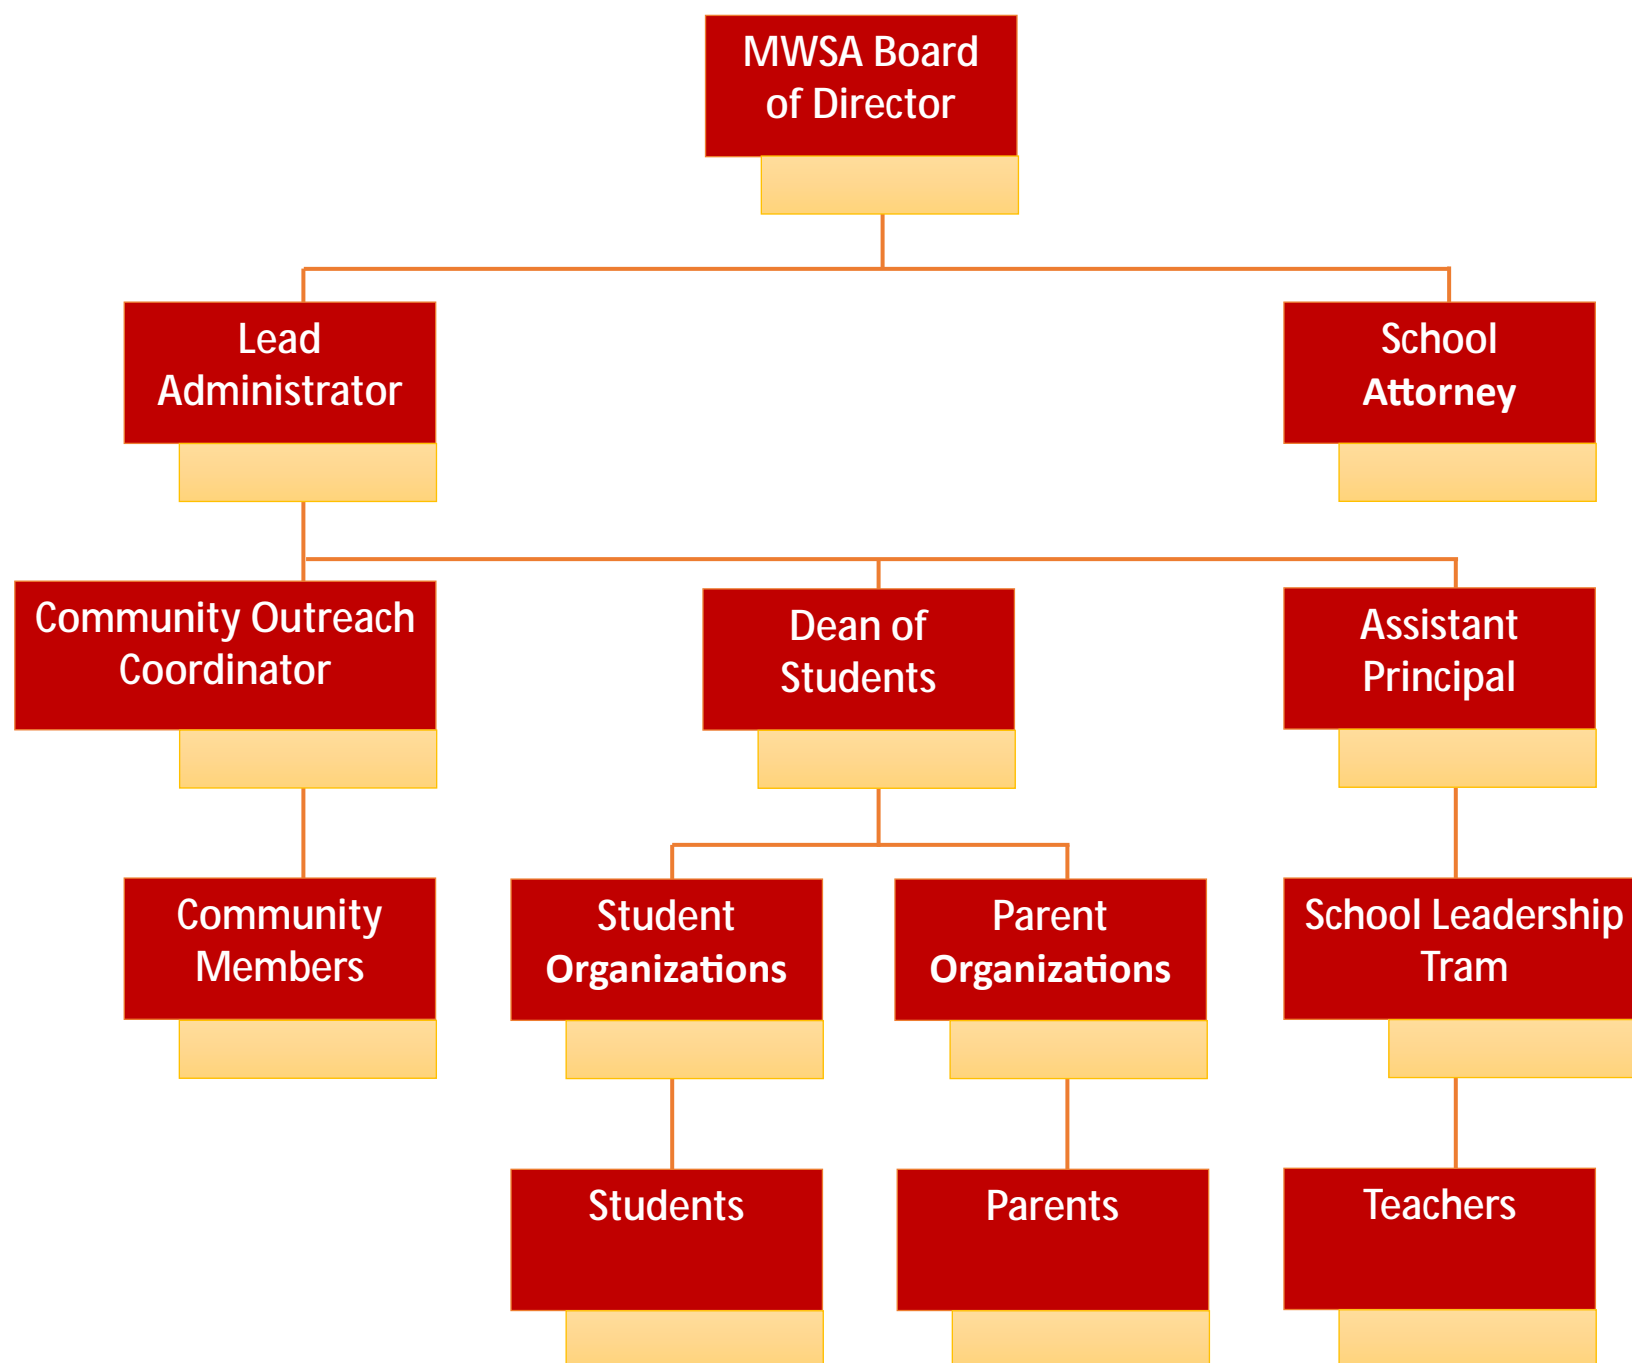 MWSA Board
of Director
Lead
Administrator
School
Attorney
Community Outreach
Coordinator
Dean of
Students
Assistant
Principal
Community
Members
Student
Organizations
Parent
Organizations
School Leadership
Tram
Students
Parents
Teachers